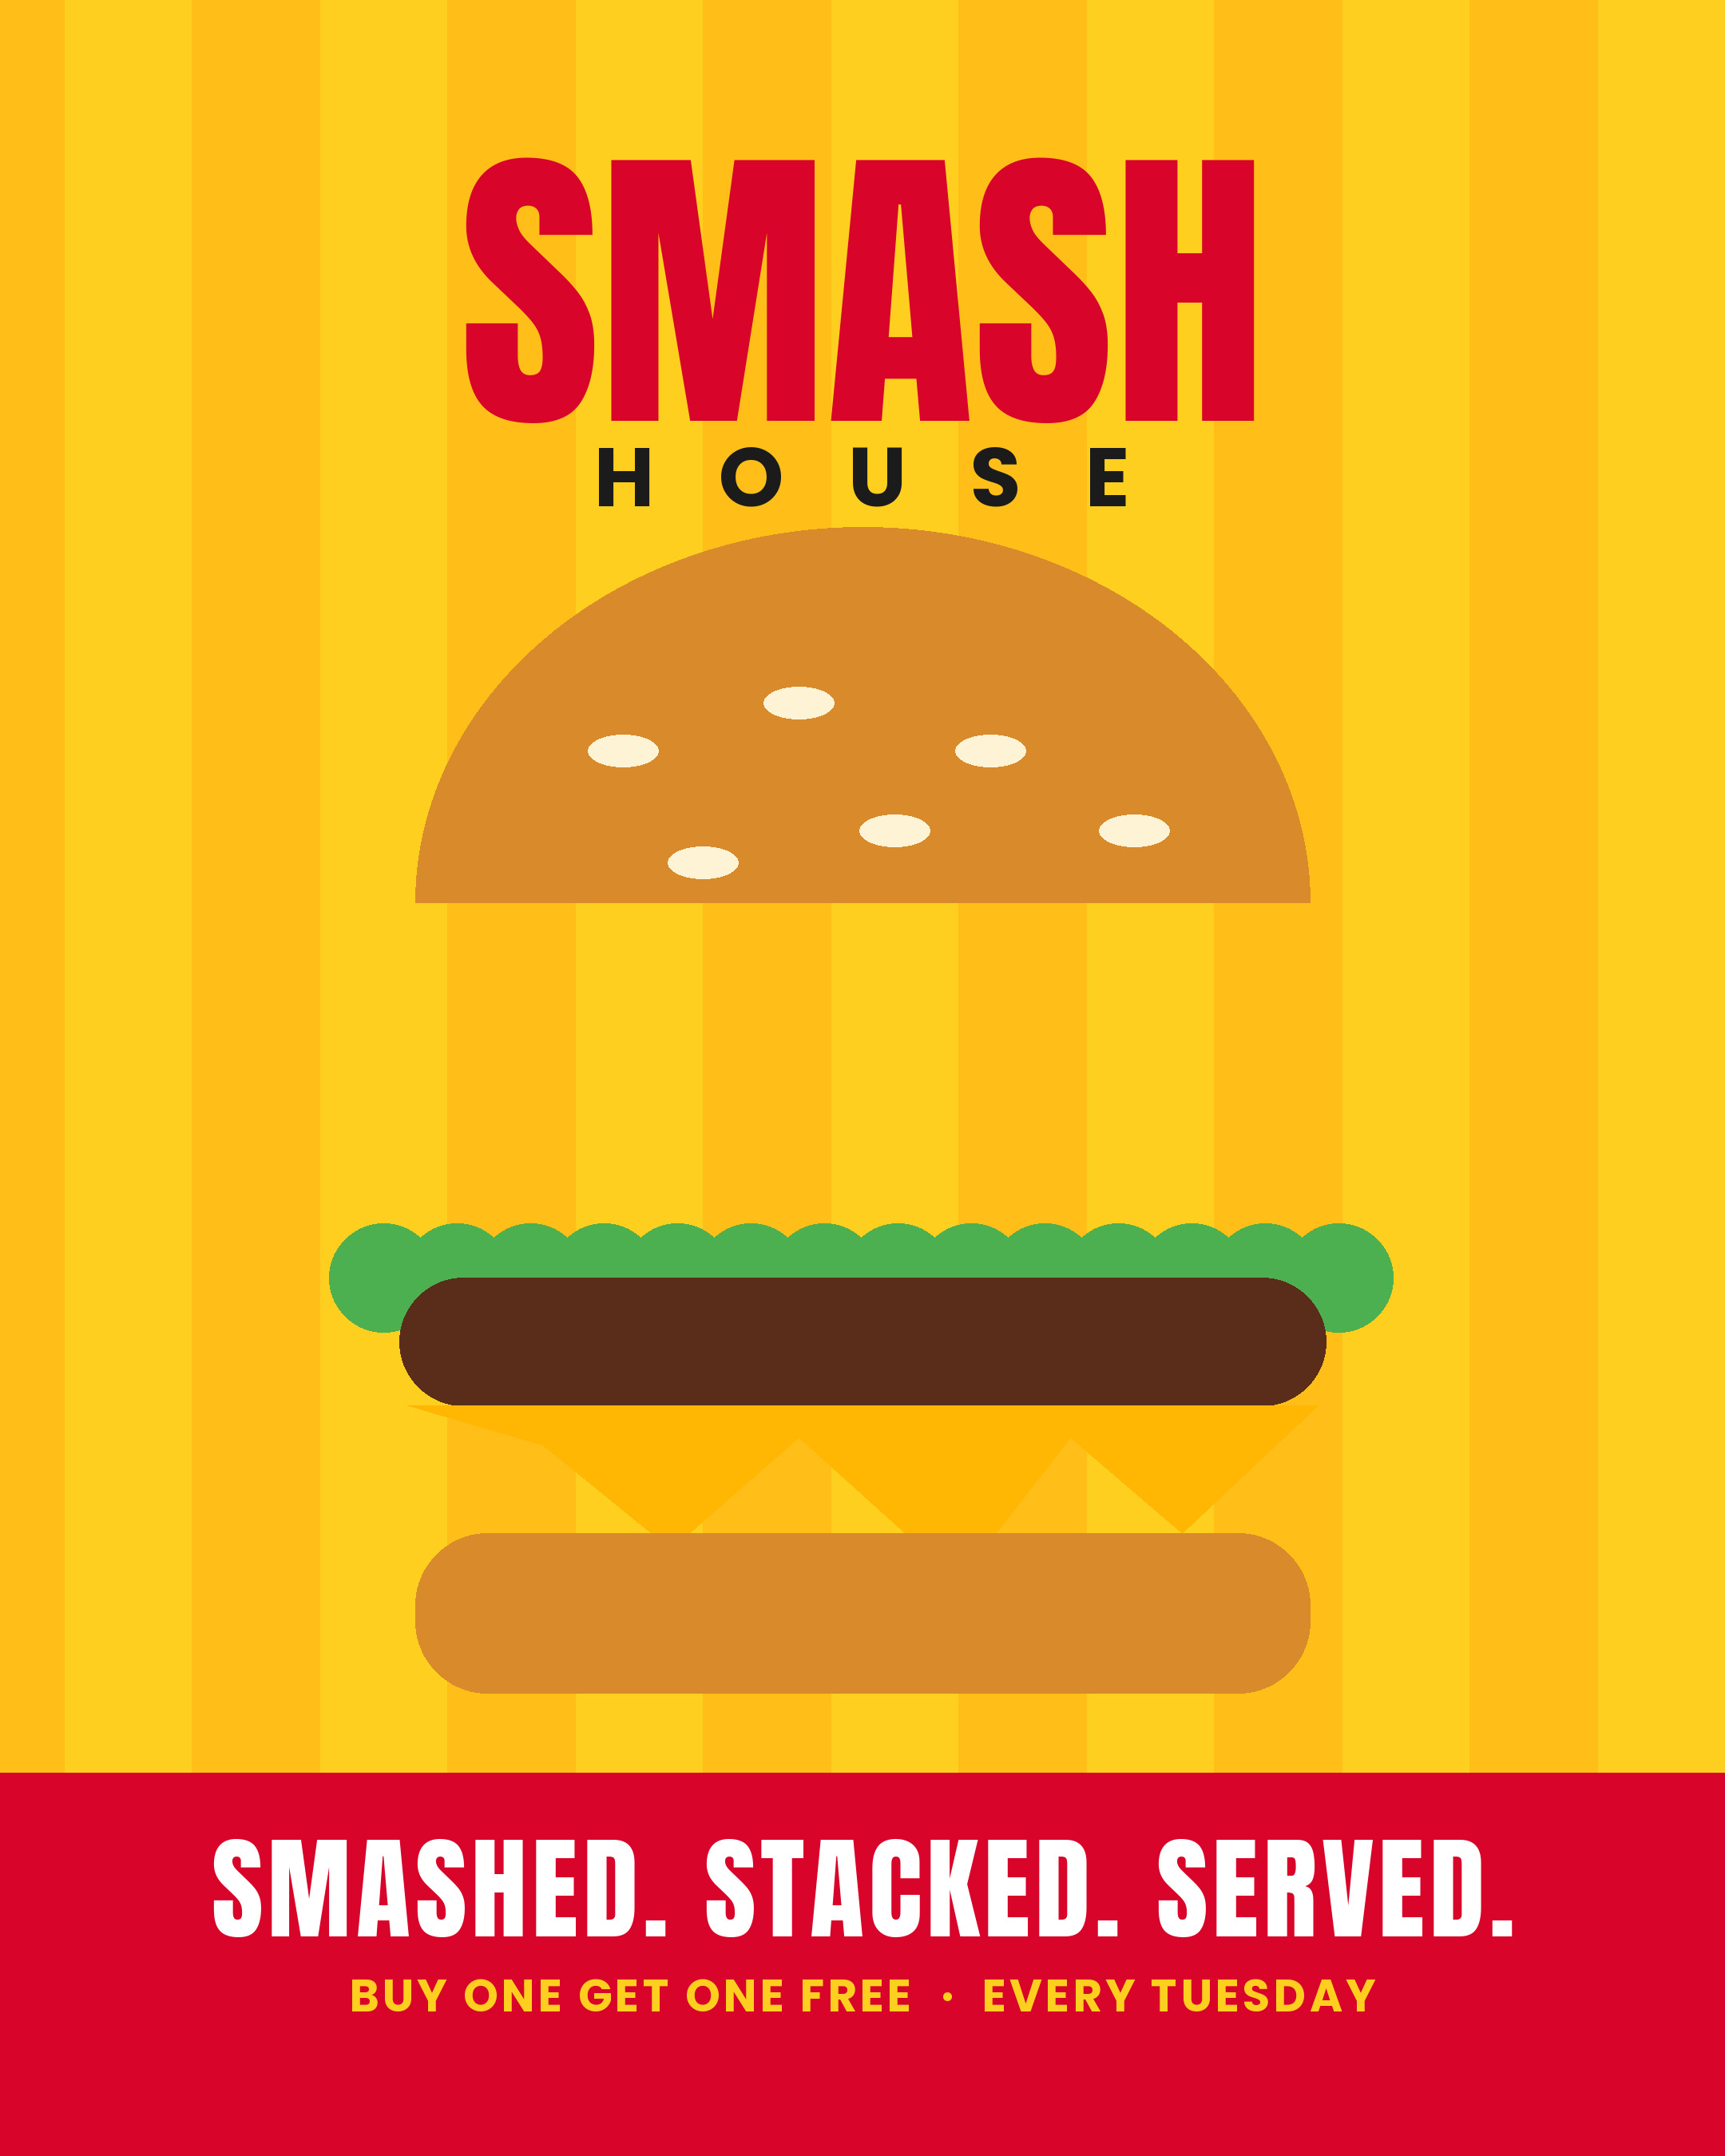 SMASH
HOUSE
SMASHED. STACKED. SERVED.
BUY ONE GET ONE FREE • EVERY TUESDAY